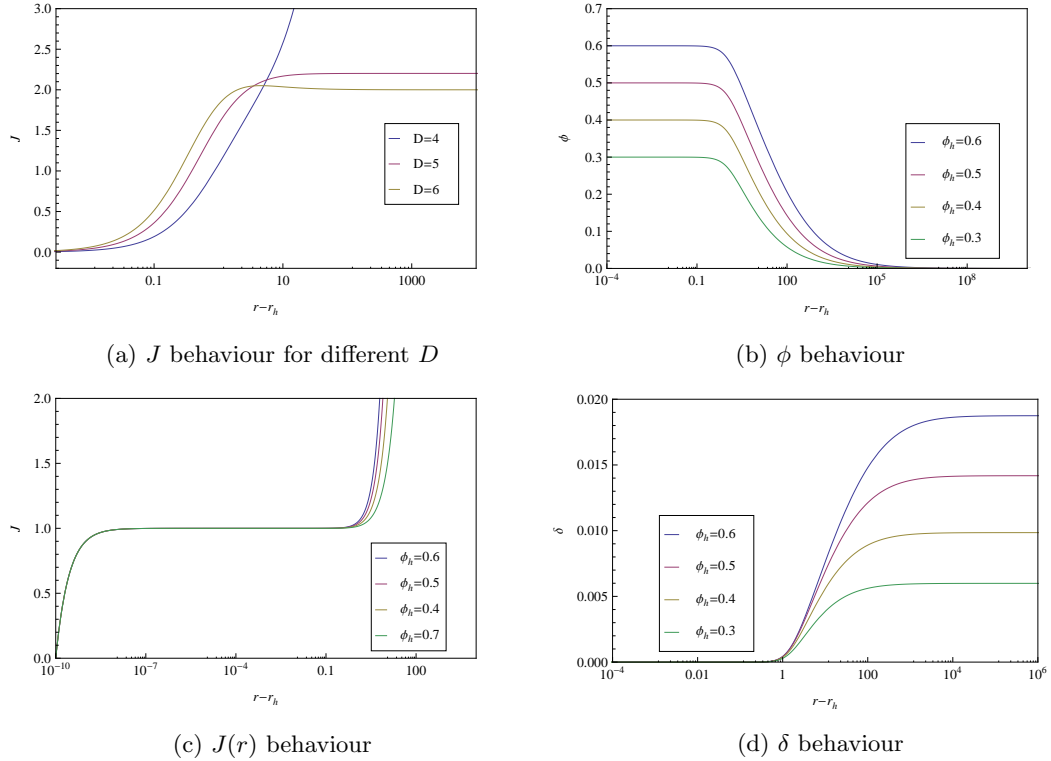 3.0
2.5
2.0
1.5
1.0
0.5
0.0
J
D=4
D=5
D=6
0.1 10 1000
r−r_h
(a) J behaviour for different D
0.7
0.6
0.5
0.4
0.3
0.2
0.1
0.0
ϕ
ϕ_h=0.6
ϕ_h=0.5
ϕ_h=0.4
ϕ_h=0.3
10^-4 0.1 100 10^5 10^8
r−r_h
(b) ϕ behaviour
2.0
1.5
1.0
0.5
0.0
J
ϕ_h=0.6
ϕ_h=0.5
ϕ_h=0.4
ϕ_h=0.7
10^-10 10^-7 10^-4 0.1 100
r−r_h
(c) J(r) behaviour
0.020
0.015
0.010
0.005
0.000
δ
ϕ_h=0.6
ϕ_h=0.5
ϕ_h=0.4
ϕ_h=0.3
10^-4 0.01 1 100 10^4 10^6
r−r_h
(d) δ behaviour